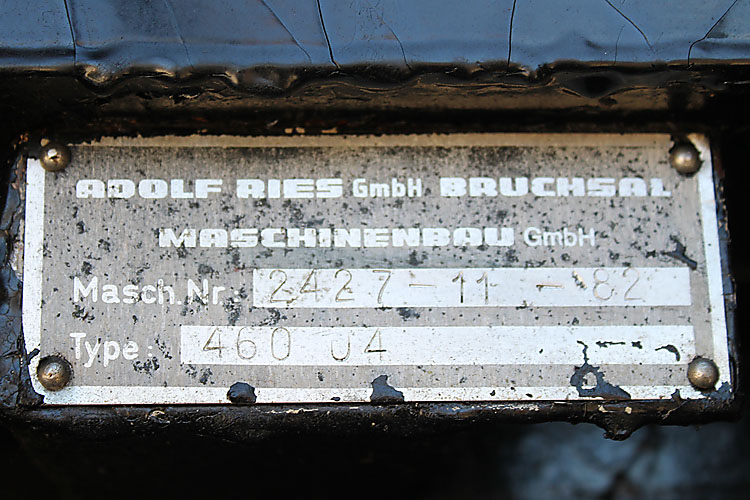 ADOLF RIES GmbH BRUCHSAL
MASCHINENBAU GmbH
Masch.Nr.: 2427-11-82
Type: 460 04